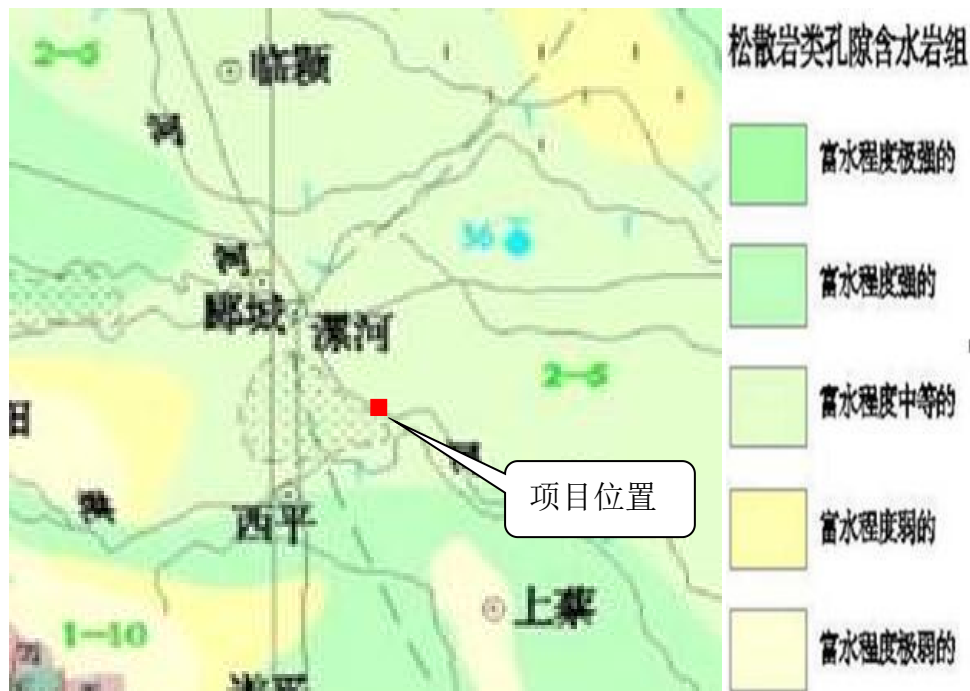 松散岩类孔隙含水岩组
2-5
临颍
河
富水程度极强的
36
富水程度强的
河
郾城
漯河
2-5
富水程度中等的
项目位置
西平
富水程度弱的
上蔡
1-10
富水程度极弱的